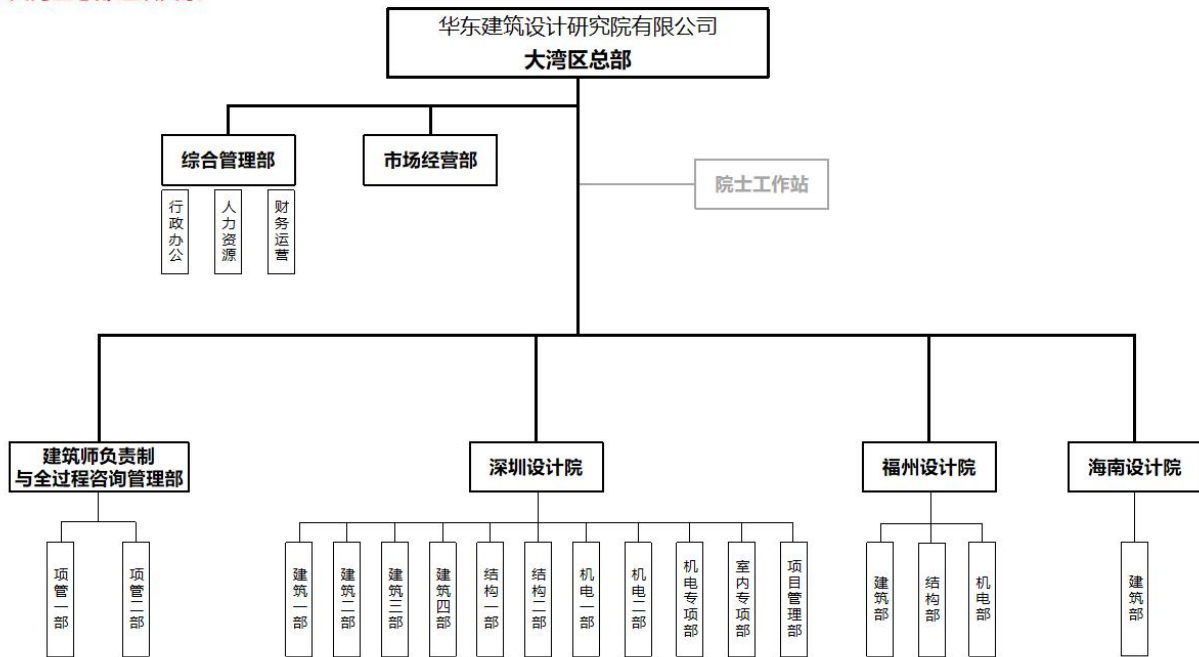 华东建筑设计研究院有限公司
大湾区总部
综合管理部
市场经营部
院士工作站
行政办公
人力资源
财务运营
建筑师负责制
与全过程咨询管理部
深圳设计院
福州设计院
海南设计院
项管一部
项管二部
建筑一部
建筑二部
建筑三部
建筑四部
结构一部
结构二部
机电一部
机电二部
机电专项部
室内专项部
项目管理部
建筑部
结构部
机电部
建筑部